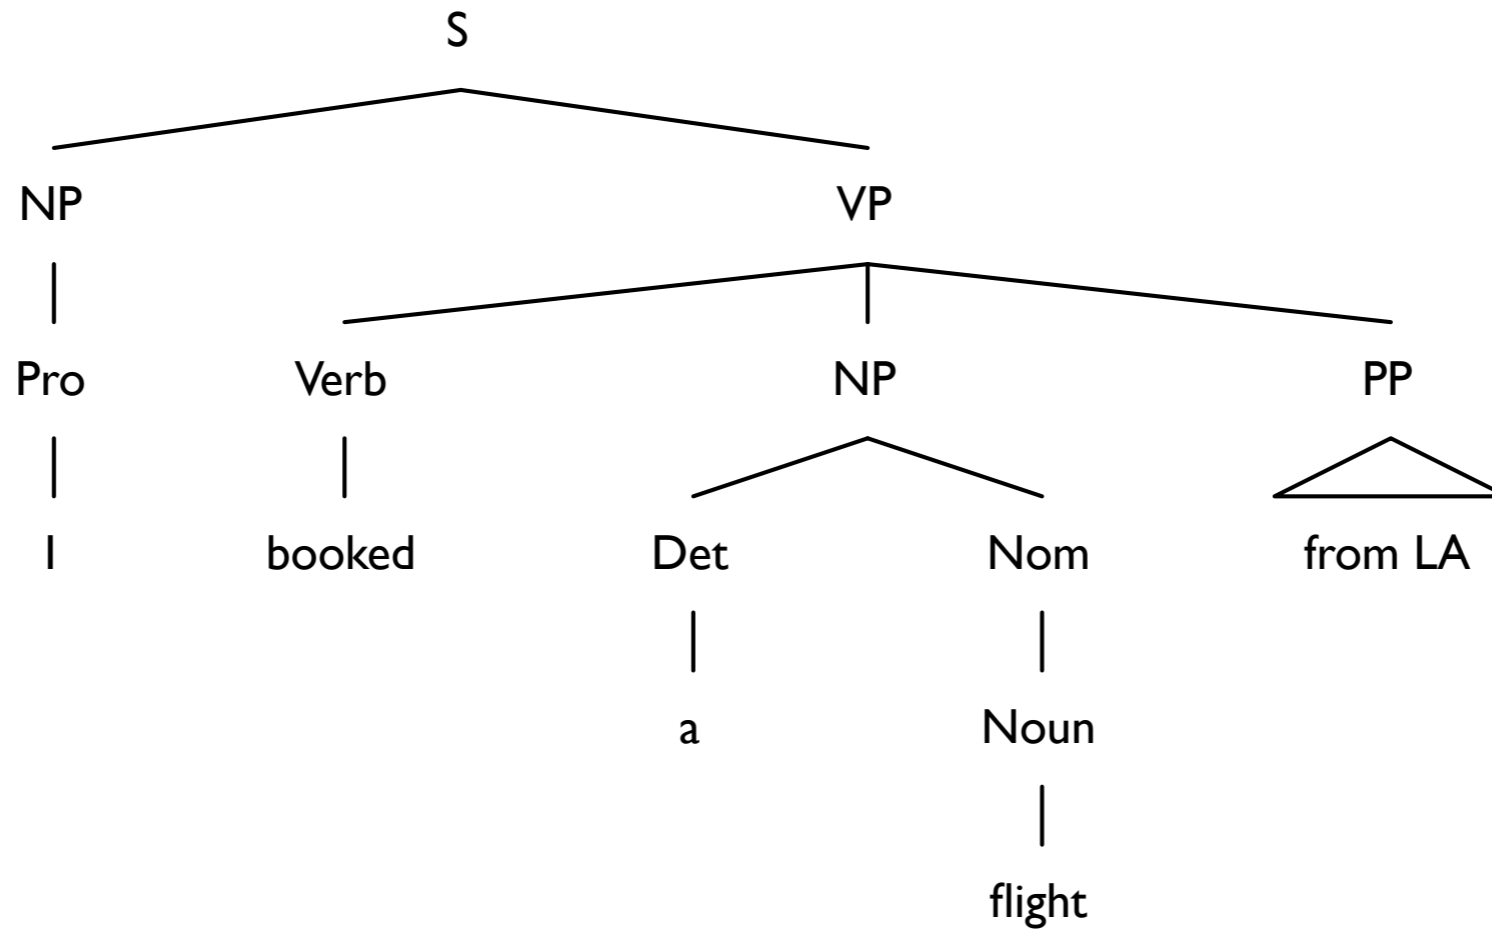 S
NP VP
Pro Verb NP PP
I booked Det Nom from LA
a Noun
flight